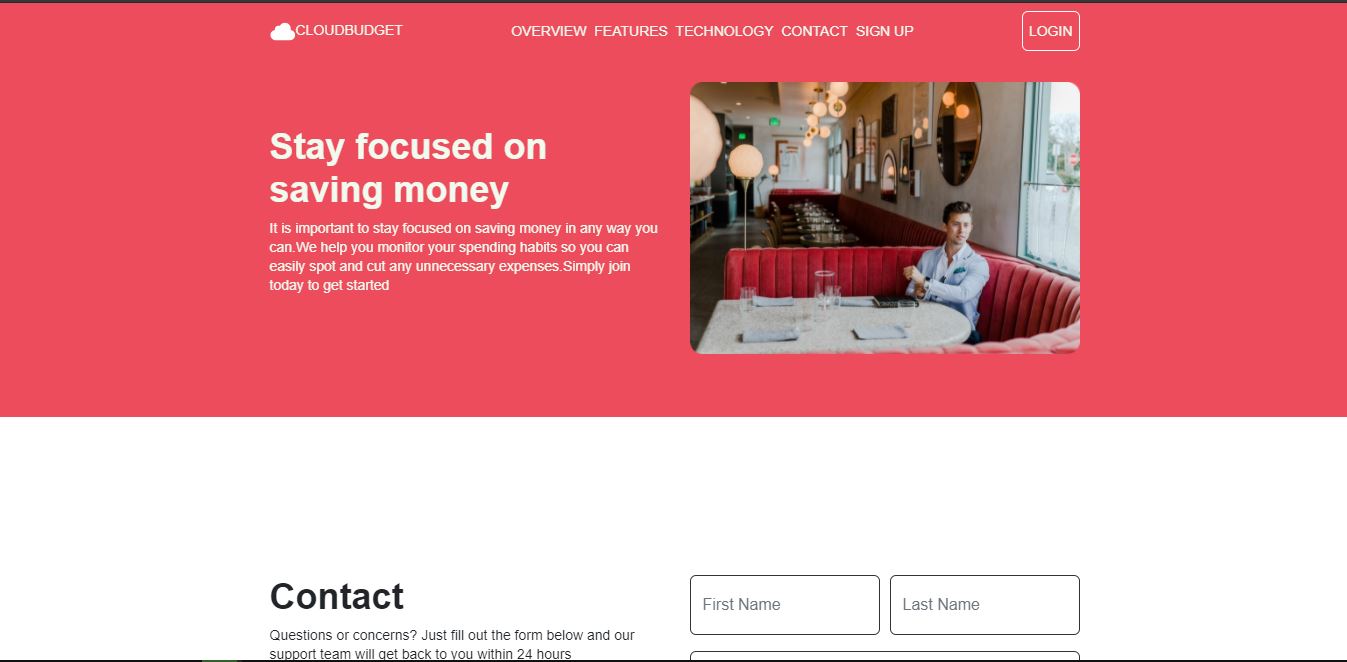 CLOUDBUDGET
OVERVIEW FEATURES TECHNOLOGY CONTACT SIGN UP
LOGIN
Stay focused on
saving money
It is important to stay focused on saving money in any way you
can.We help you monitor your spending habits so you can
easily spot and cut any unnecessary expenses.Simply join
today to get started
Contact
Questions or concerns? Just fill out the form below and our
support team will get back to you within 24 hours
First Name
Last Name